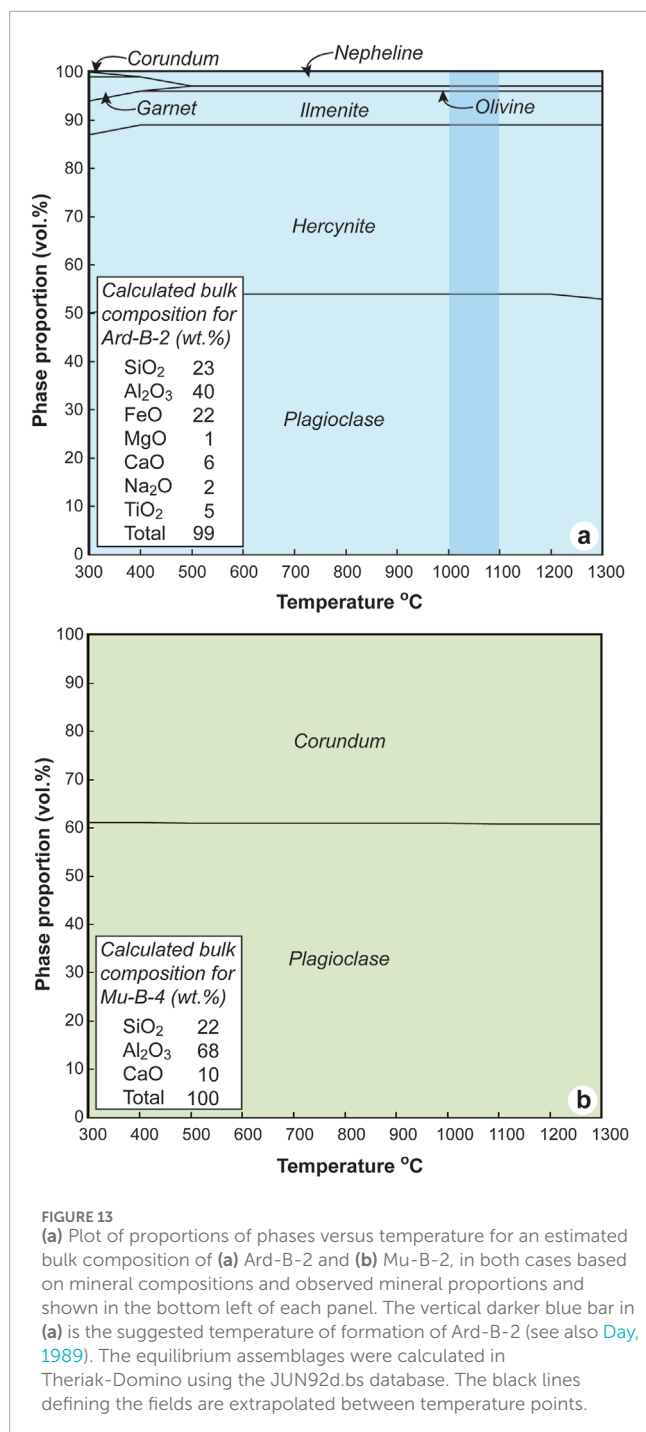 Corundum
Nepheline
Garnet
Ilmenite
Olivine
Hercynite
Plagioclase
100
90
80
70
60
50
40
30
20
10
0
Phase proportion (vol.%)
Calculated bulk
composition for
Ard-B-2 (wt.%)
SiO₂ 23
Al₂O₃ 40
FeO 22
MgO 1
CaO 6
Na₂O 2
TiO₂ 5
Total 99
a
300 400 500 600 700 800 900 1000 1100 1200 1300
Temperature °C
100
90
80
70
60
50
40
30
20
10
0
Phase proportion (vol.%)
Corundum
Plagioclase
Calculated bulk
composition for
Mu-B-4 (wt.%)
SiO₂ 22
Al₂O₃ 68
CaO 10
Total 100
b
300 400 500 600 700 800 900 1000 1100 1200 1300
Temperature °C
FIGURE 13
(a) Plot of proportions of phases versus temperature for an estimated
bulk composition of (a) Ard-B-2 and (b) Mu-B-2, in both cases based
on mineral compositions and observed mineral proportions and
shown in the bottom left of each panel. The vertical darker blue bar in
(a) is the suggested temperature of formation of Ard-B-2 (see also Day,
1989). The equilibrium assemblages were calculated in
Theriak-Domino using the JUN92d.bs database. The black lines
defining the fields are extrapolated between temperature points.